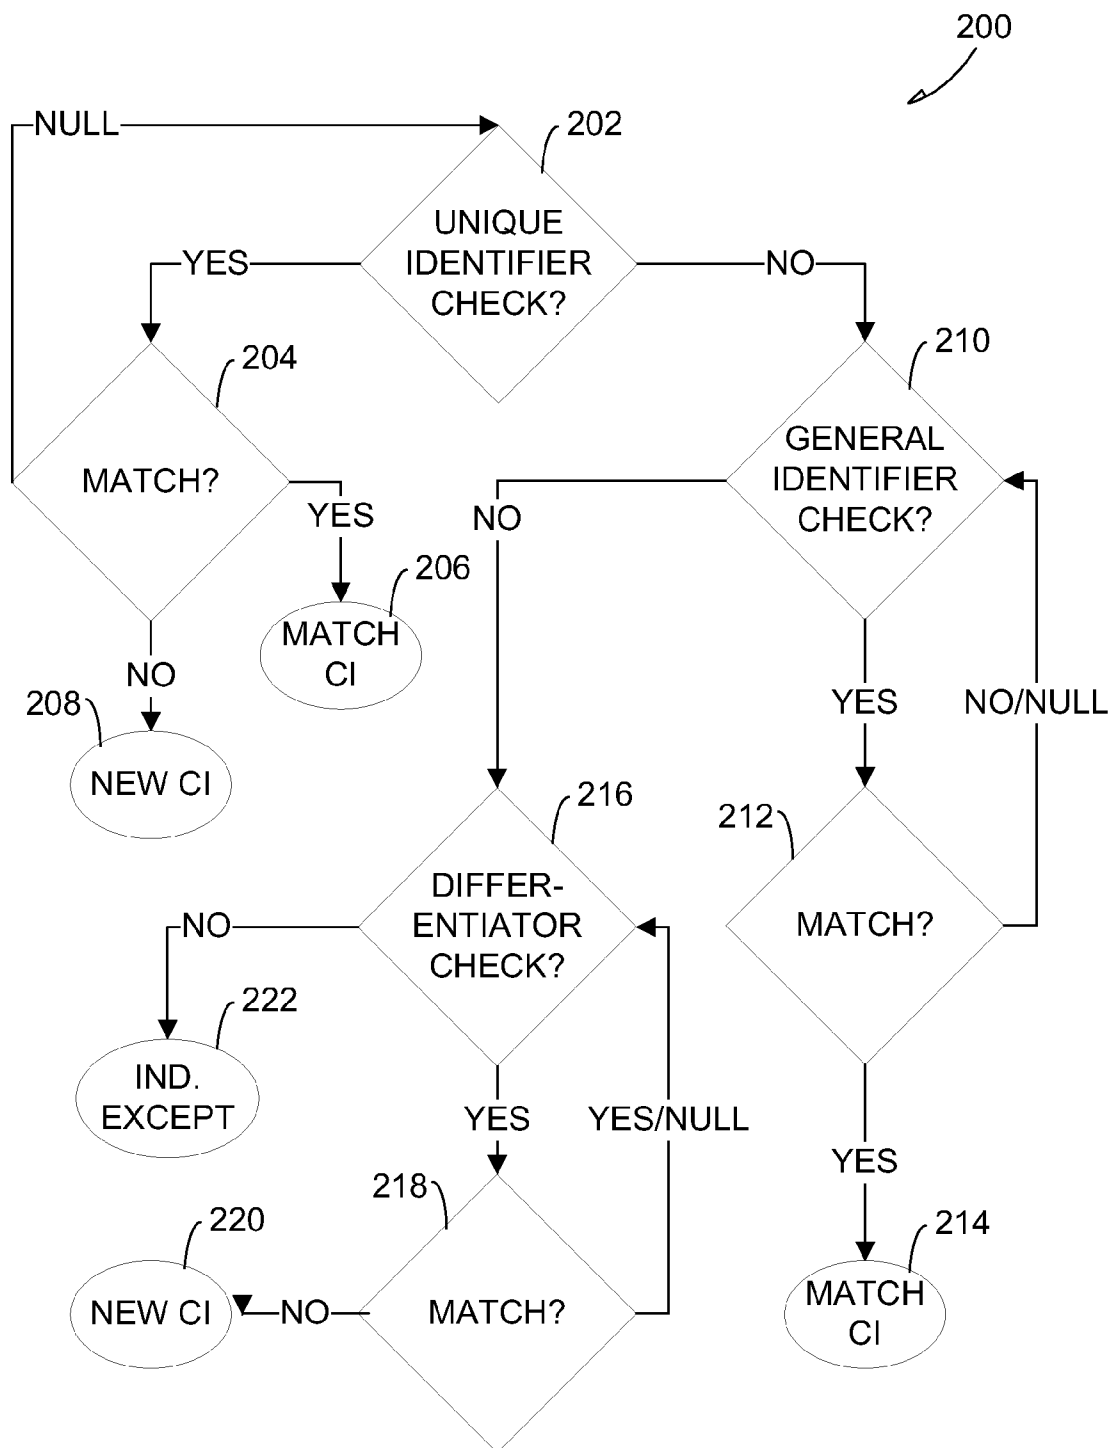 200
NULL
202
UNIQUE
IDENTIFIER
CHECK?
YES
NO
204
210
MATCH?
GENERAL
IDENTIFIER
CHECK?
YES
NO
206
MATCH
CI
NO
208
NEW CI
YES
NO/NULL
216
212
DIFFER-
ENTIATOR
CHECK?
MATCH?
NO
222
IND.
EXCEPT
YES
YES/NULL
YES
218
220
214
NEW CI
NO
MATCH?
MATCH
CI